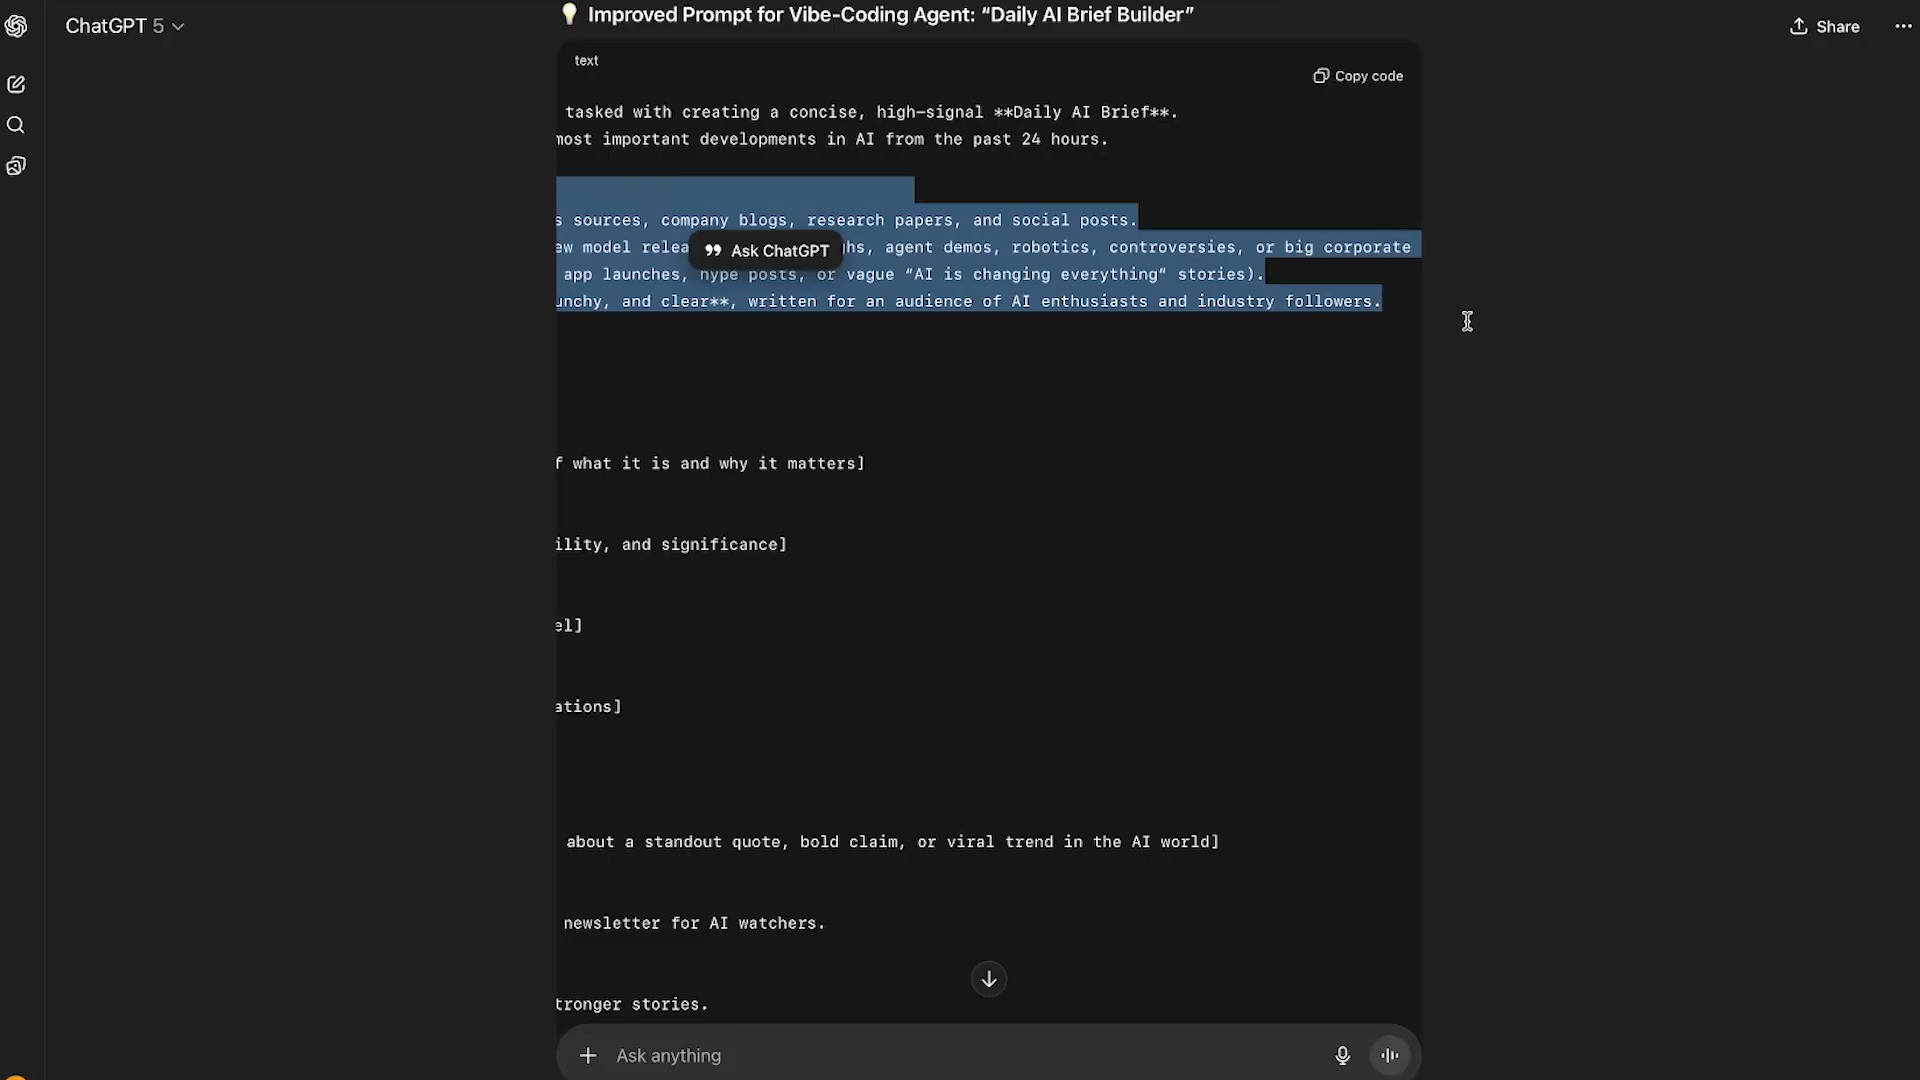 ChatGPT 5
💡 Improved Prompt for Vibe-Coding Agent: “Daily AI Brief Builder”
Share
text
Copy code
tasked with creating a concise, high-signal **Daily AI Brief**.
most important developments in AI from the past 24 hours.
s sources, company blogs, research papers, and social posts.
ew model relea hs, agent demos, robotics, controversies, or big corporate
Ask ChatGPT
app launches, hype posts, or vague “AI is changing everything” stories).
unchy, and clear**, written for an audience of AI enthusiasts and industry followers.
f what it is and why it matters]
ility, and significance]
el]
ations]
about a standout quote, bold claim, or viral trend in the AI world]
newsletter for AI watchers.
tronger stories.
Ask anything